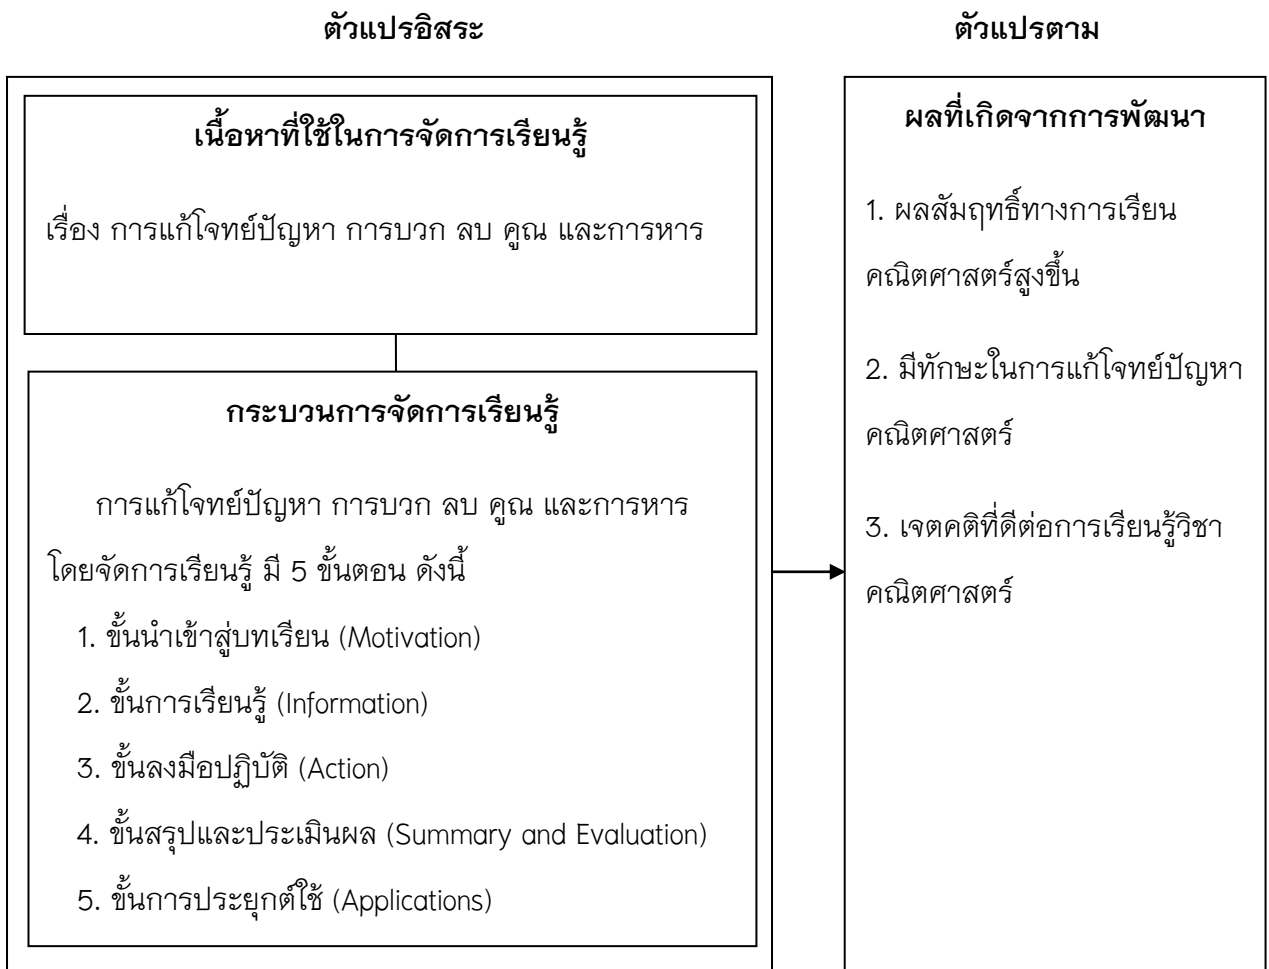 ตัวแปรอิสระ
ตัวแปรตาม
เนื้อหาที่ใช้ในการจัดการเรียนรู้
เรื่อง การแก้โจทย์ปัญหา การบวก ลบ คูณ และการหาร
กระบวนการจัดการเรียนรู้
การแก้โจทย์ปัญหา การบวก ลบ คูณ และการหาร
โดยจัดการเรียนรู้ มี 5 ขั้นตอน ดังนี้
1. ขั้นนำเข้าสู่บทเรียน (Motivation)
2. ขั้นการเรียนรู้ (Information)
3. ขั้นลงมือปฏิบัติ (Action)
4. ขั้นสรุปและประเมินผล (Summary and Evaluation)
5. ขั้นการประยุกต์ใช้ (Applications)
ผลที่เกิดจากการพัฒนา
1. ผลสัมฤทธิ์ทางการเรียน
คณิตศาสตร์สูงขึ้น
2. มีทักษะในการแก้โจทย์ปัญหา
คณิตศาสตร์
3. เจตคติที่ดีต่อการเรียนรู้วิชา
คณิตศาสตร์